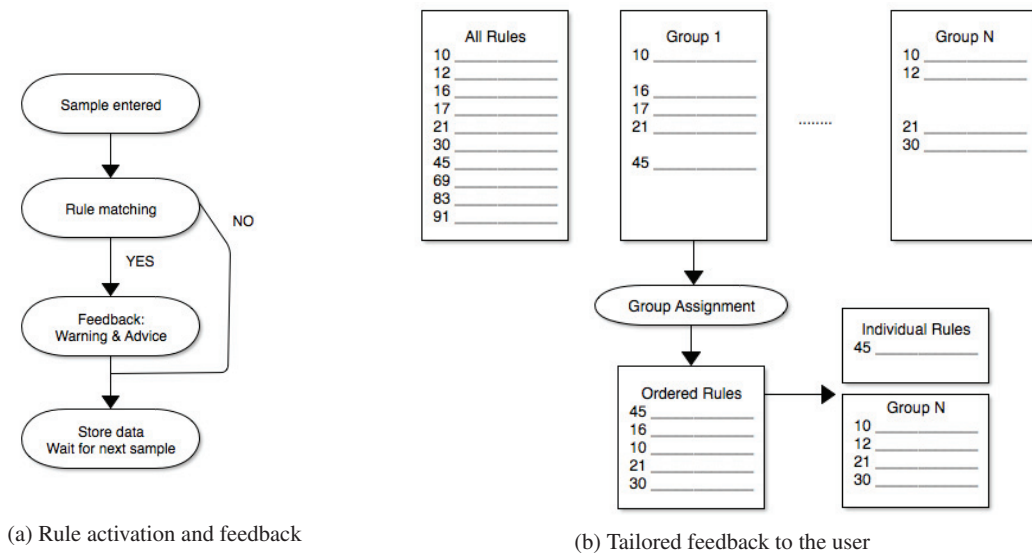 Sample entered
Rule matching
NO
YES
Feedback:
Warning & Advice
Store data
Wait for next sample
(a) Rule activation and feedback
All Rules
10
12
16
17
21
30
45
69
83
91
Group 1
10
16
17
21
45
........
Group N
10
12
21
30
Group Assignment
Ordered Rules
45
16
10
21
30
Individual Rules
45
Group N
10
12
21
30
(b) Tailored feedback to the user